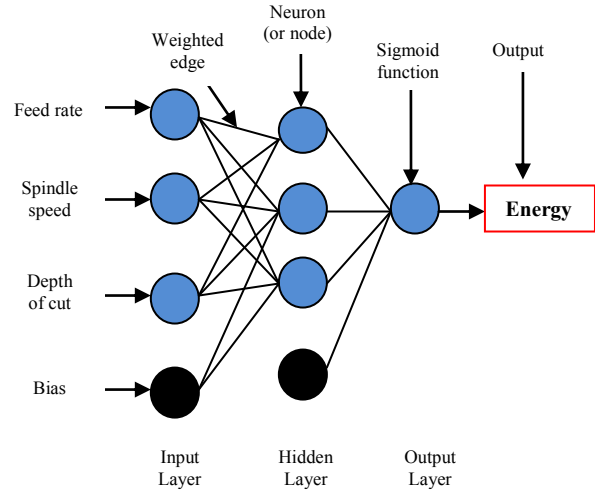 Neuron
(or node)
Weighted
edge
Sigmoid
function
Output
Feed rate
Spindle
speed
Energy
Depth
of cut
Bias
Input
Layer
Hidden
Layer
Output
Layer